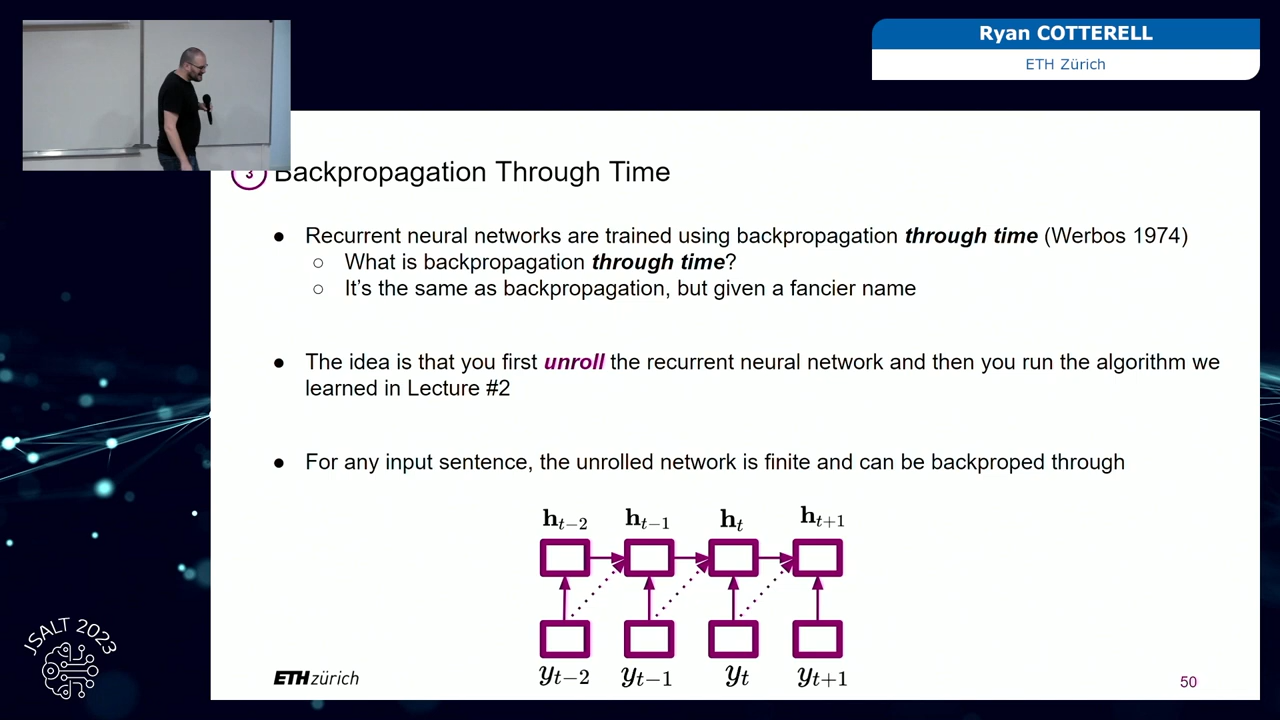 Ryan COTTERELL
ETH Zürich
3 Backpropagation Through Time
● Recurrent neural networks are trained using backpropagation through time (Werbos 1974)
○ What is backpropagation through time?
○ It's the same as backpropagation, but given a fancier name
● The idea is that you first unroll the recurrent neural network and then you run the algorithm we
learned in Lecture #2
● For any input sentence, the unrolled network is finite and can be backproped through
h_{t−2} h_{t−1} h_t h_{t+1}
y_{t−2} y_{t−1} y_t y_{t+1}
JSALT 2023
ETH zürich
50